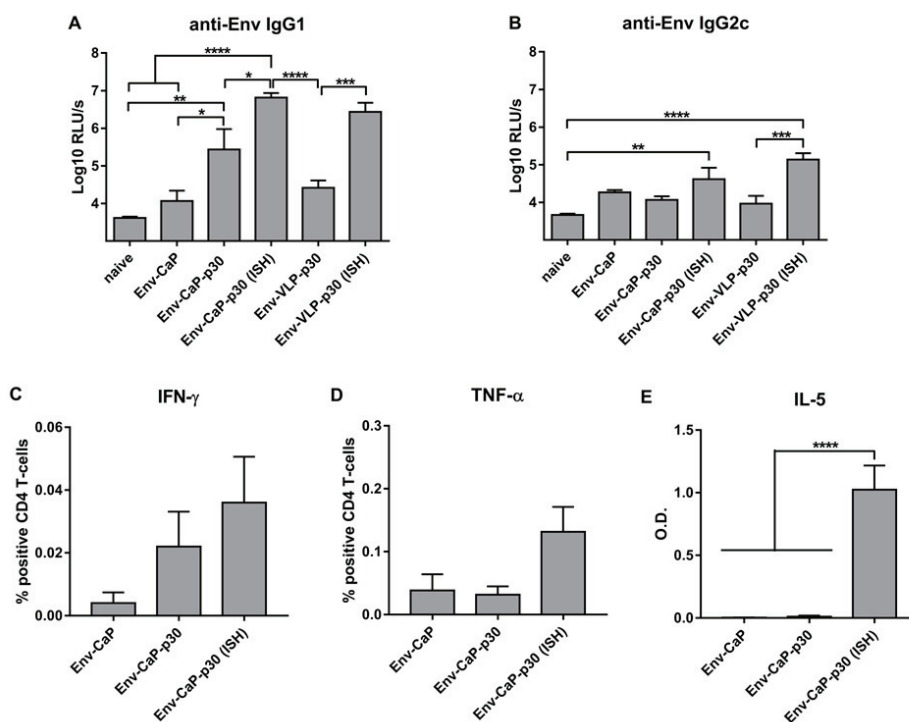 A
anti-Env IgG1
Log10 RLU/s
8
7
6
5
4
****
**
*
*
****
***
naive
Env-CaP
Env-CaP-p30
Env-CaP-p30 (ISH)
Env-VLP-p30
Env-VLP-p30 (ISH)
B
anti-Env IgG2c
Log10 RLU/s
8
7
6
5
4
****
**
***
naive
Env-CaP
Env-CaP-p30
Env-CaP-p30 (ISH)
Env-VLP-p30
Env-VLP-p30 (ISH)
C
IFN-γ
% positive CD4 T-cells
0.06
0.04
0.02
0.00
Env-CaP
Env-CaP-p30
Env-CaP-p30 (ISH)
D
TNF-α
% positive CD4 T-cells
0.3
0.2
0.1
0.0
Env-CaP
Env-CaP-p30
Env-CaP-p30 (ISH)
E
IL-5
O.D.
1.5
1.0
0.5
0.0
****
Env-CaP
Env-CaP-p30
Env-CaP-p30 (ISH)